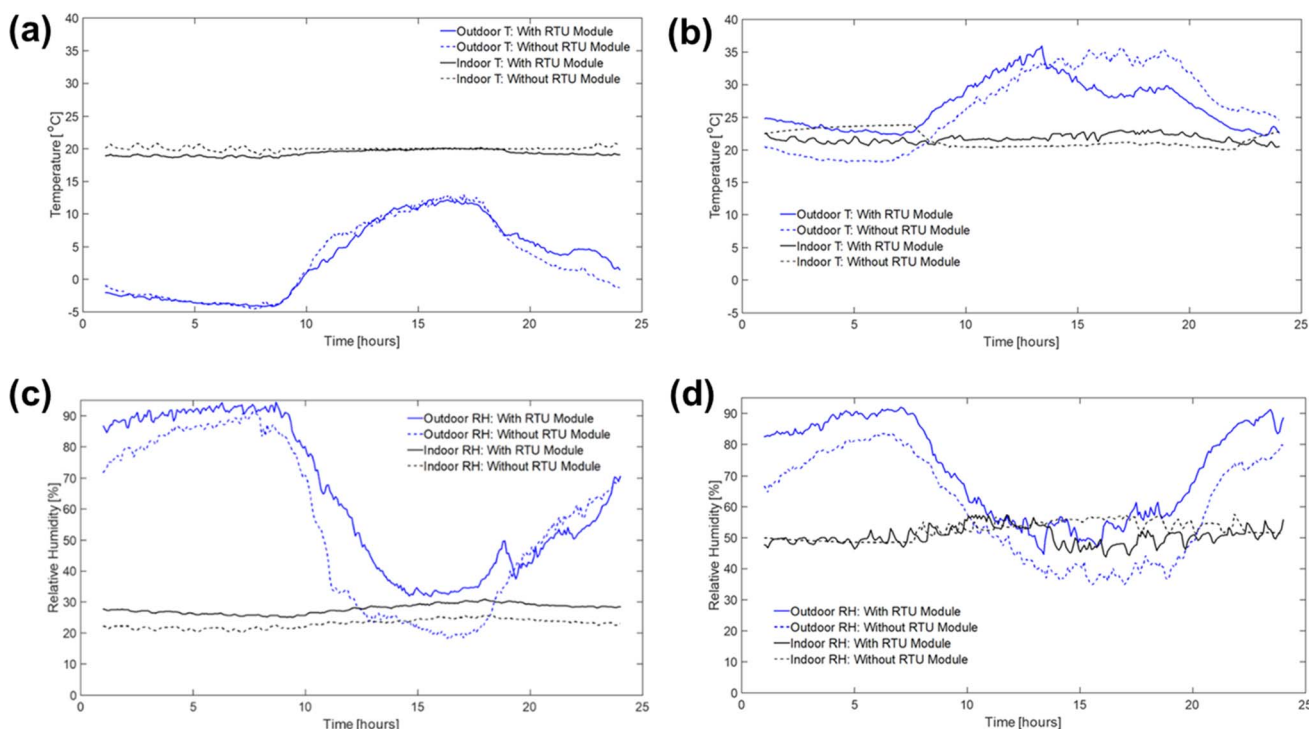 (a)
40
35
30
25
20
15
10
5
0
-5
Temperature [ °C]
Outdoor T: With RTU Module
Outdoor T: Without RTU Module
Indoor T: With RTU Module
Indoor T: Without RTU Module
0 5 10 15 20 25
Time [hours]
(b)
40
35
30
25
20
15
10
5
0
-5
Temperature [ °C]
Outdoor T: With RTU Module
Outdoor T: Without RTU Module
Indoor T: With RTU Module
Indoor T: Without RTU Module
0 5 10 15 20 25
Time [hours]
(c)
90
80
70
60
50
40
30
20
10
0
Relative Humidity [%]
Outdoor RH: With RTU Module
Outdoor RH: Without RTU Module
Indoor RH: With RTU Module
Indoor RH: Without RTU Module
0 5 10 15 20 25
Time [hours]
(d)
90
80
70
60
50
40
30
20
10
0
Relative Humidity [%]
Outdoor RH: With RTU Module
Outdoor RH: Without RTU Module
Indoor RH: With RTU Module
Indoor RH: Without RTU Module
0 5 10 15 20 25
Time [hours]